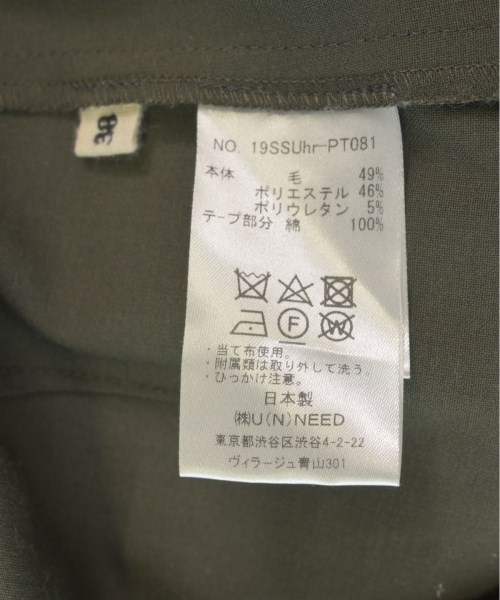 38
NO. 19SSUhr-PT081
本体 毛 49%
ポリエステル 46%
ポリウレタン 5%
テープ部分 綿 100%
F W
・当て布使用。
・附属類は取り外して洗う。
・ひっかけ注意。
日本製
㈱U(N)NEED
東京都渋谷区渋谷4-2-22
ヴィラージュ青山301